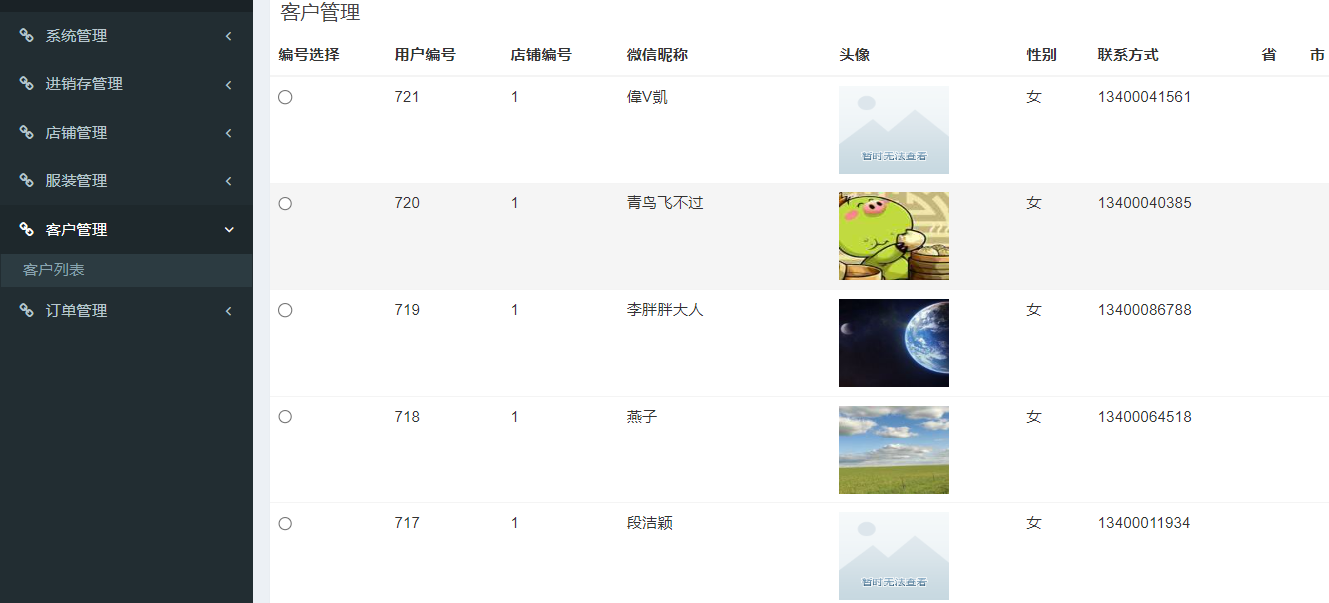 客户管理
系统管理
进销存管理
店铺管理
服装管理
客户管理
客户列表
订单管理
编号选择 用户编号 店铺编号 微信昵称 头像 性别 联系方式 省 市
721 1 偉V凱 暂时无法查看 女 13400041561
720 1 青鸟飞不过 女 13400040385
719 1 李胖胖大人 女 13400086788
718 1 燕子 女 13400064518
717 1 段洁颖 暂时无法查看 女 13400011934